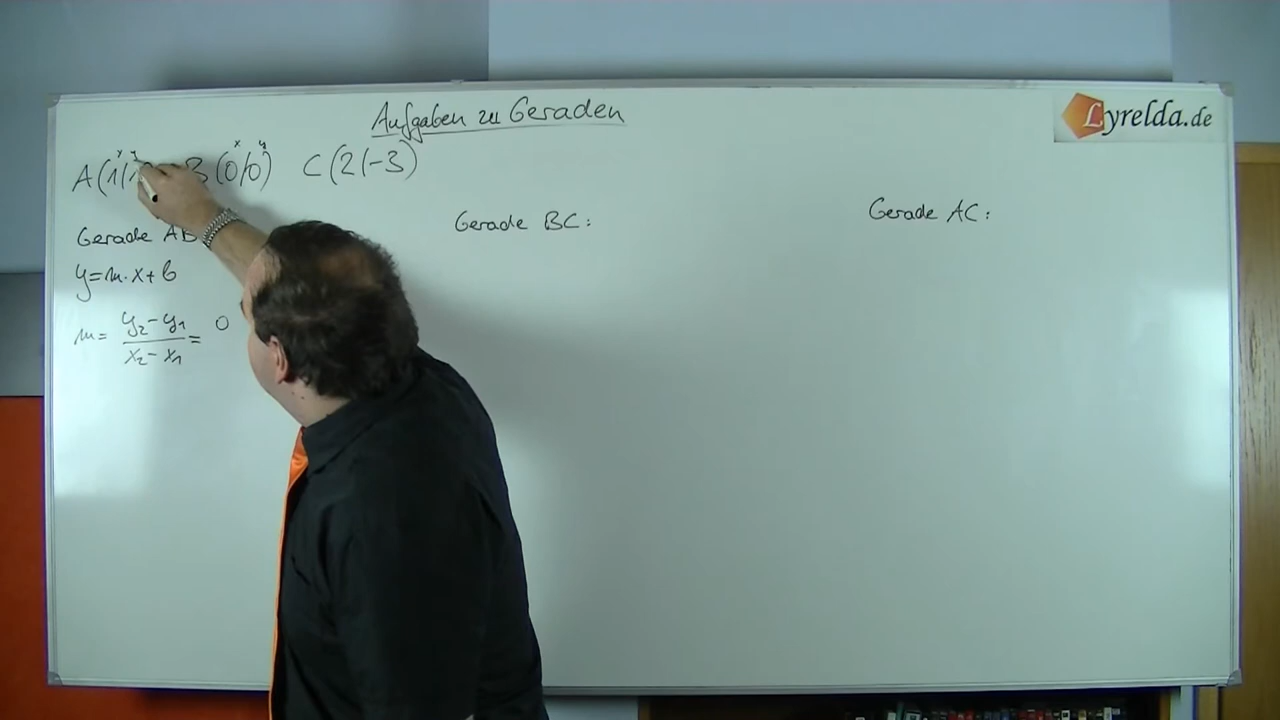 Aufgaben zu Geraden
Lyrelda.de
x x y
A(1|1 B(0|0) C(2|-3)
Gerade AB
Gerade BC:
Gerade AC:
y=m·x+b
m= y₂-y₁ / x₂-x₁ = 0